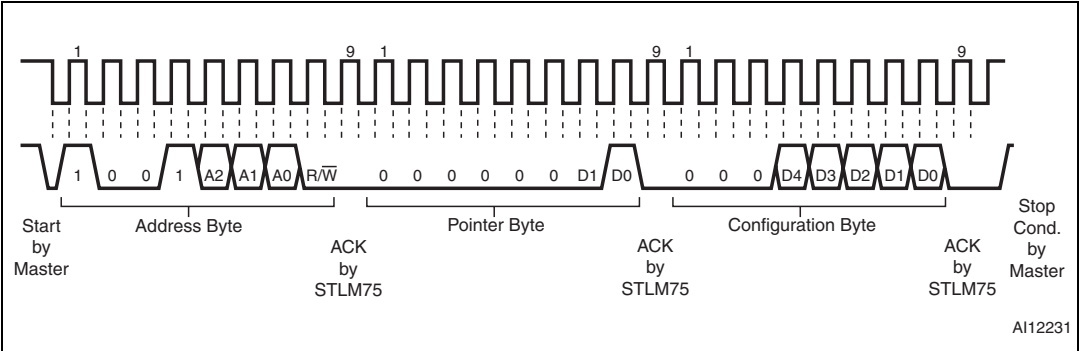 1 9 1 9 1 9
1 0 0 1 A2 A1 A0 R/W̅ 0 0 0 0 0 0 D1 D0 0 0 0 D4 D3 D2 D1 D0
Start
by
Master
Address Byte
ACK
by
STLM75
Pointer Byte
ACK
by
STLM75
Configuration Byte
ACK
by
STLM75
Stop
Cond.
by
Master
AI12231